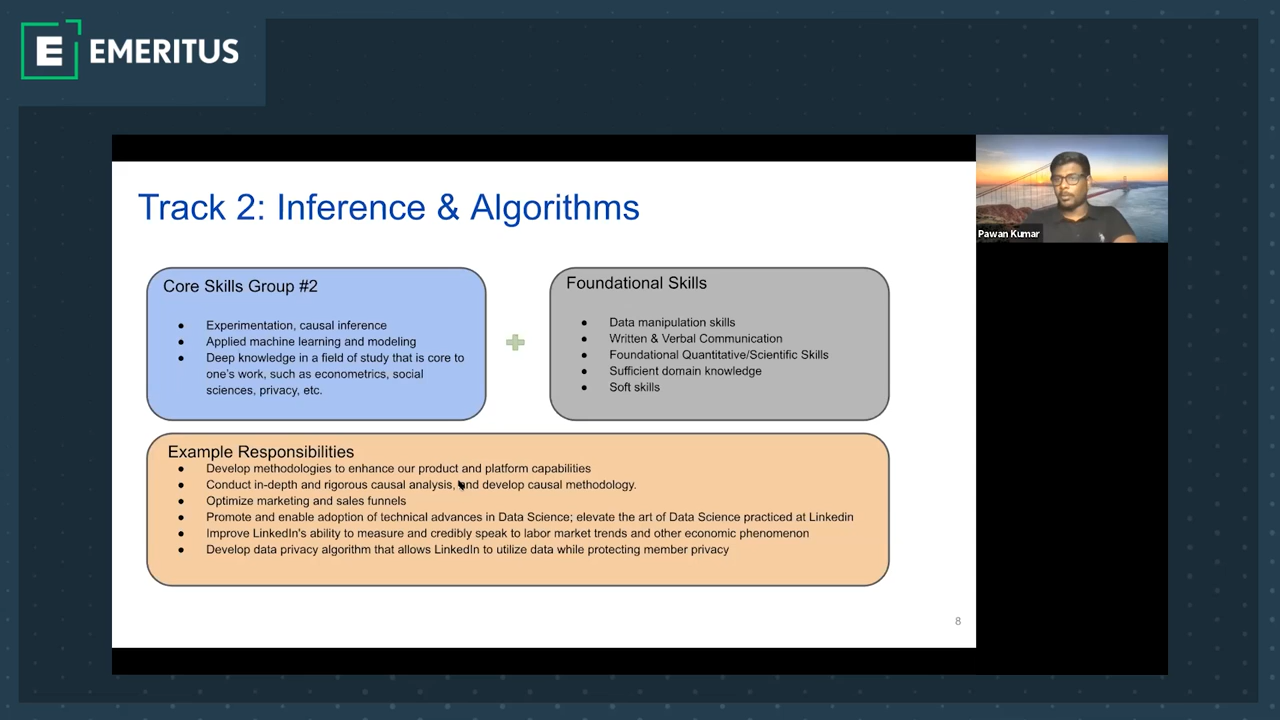 E EMERITUS
Track 2: Inference & Algorithms
Core Skills Group #2
● Experimentation, causal inference
● Applied machine learning and modeling
● Deep knowledge in a field of study that is core to
one's work, such as econometrics, social
sciences, privacy, etc.
Foundational Skills
● Data manipulation skills
● Written & Verbal Communication
● Foundational Quantitative/Scientific Skills
● Sufficient domain knowledge
● Soft skills
Example Responsibilities
● Develop methodologies to enhance our product and platform capabilities
● Conduct in-depth and rigorous causal analysis, and develop causal methodology.
● Optimize marketing and sales funnels
● Promote and enable adoption of technical advances in Data Science; elevate the art of Data Science practiced at Linkedin
● Improve LinkedIn's ability to measure and credibly speak to labor market trends and other economic phenomenon
● Develop data privacy algorithm that allows LinkedIn to utilize data while protecting member privacy
8
Pawan Kumar